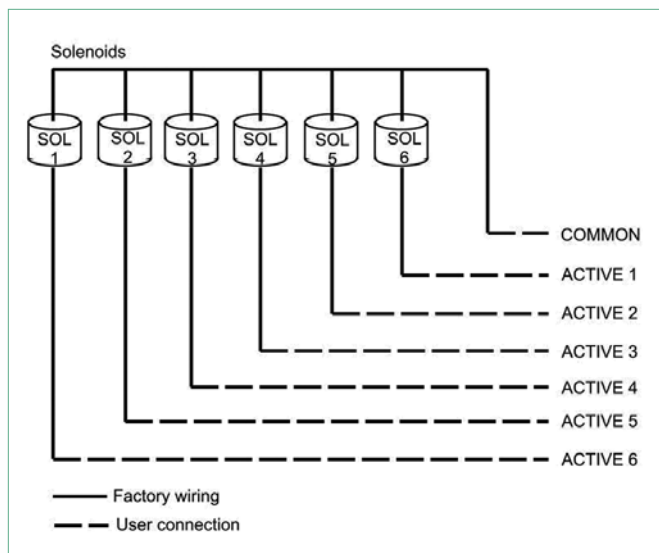 Solenoids
SOL SOL SOL SOL SOL SOL
1 2 3 4 5 6
COMMON
ACTIVE 1
ACTIVE 2
ACTIVE 3
ACTIVE 4
ACTIVE 5
ACTIVE 6
Factory wiring
User connection